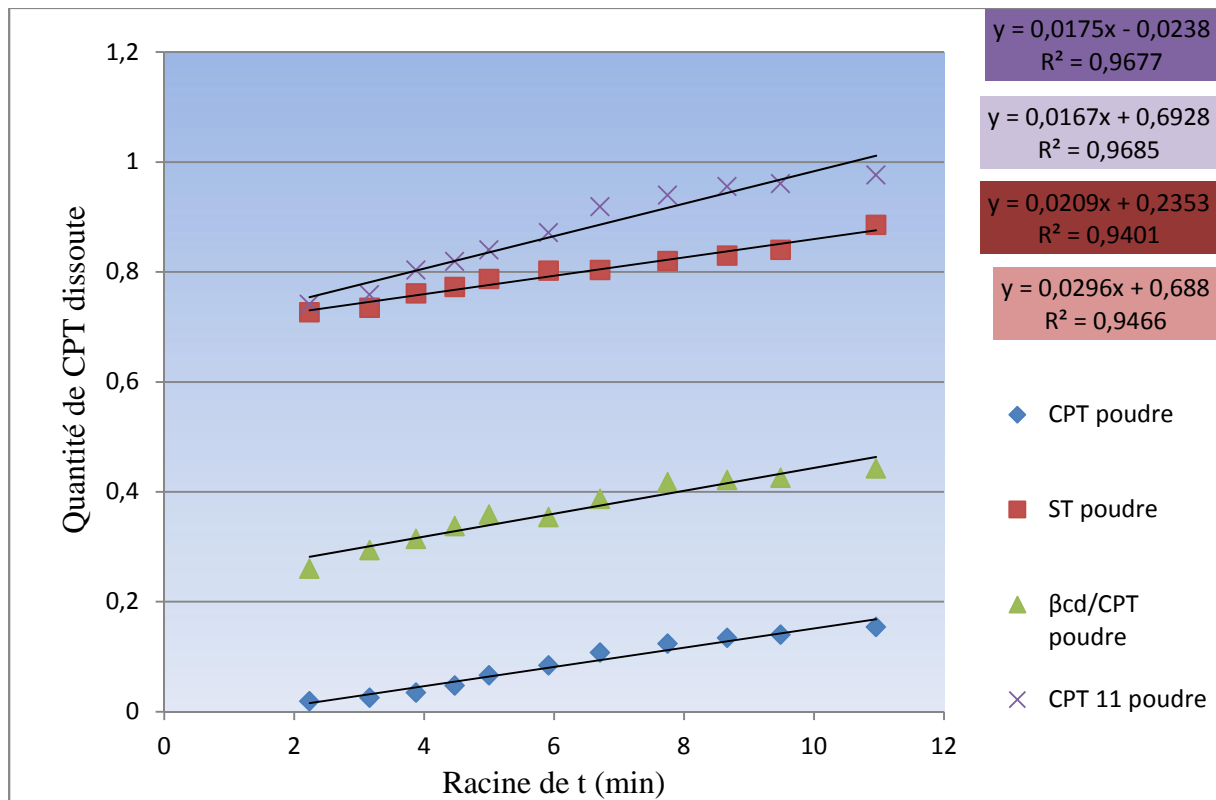 y = 0,0175x - 0,0238
R² = 0,9677
y = 0,0167x + 0,6928
R² = 0,9685
y = 0,0209x + 0,2353
R² = 0,9401
y = 0,0296x + 0,688
R² = 0,9466
1,2
1
0,8
0,6
0,4
0,2
0
Quantité de CPT dissoute
0
2
4
6
8
10
12
Racine de t (min)
CPT poudre
ST poudre
βcd/CPT
poudre
CPT 11 poudre